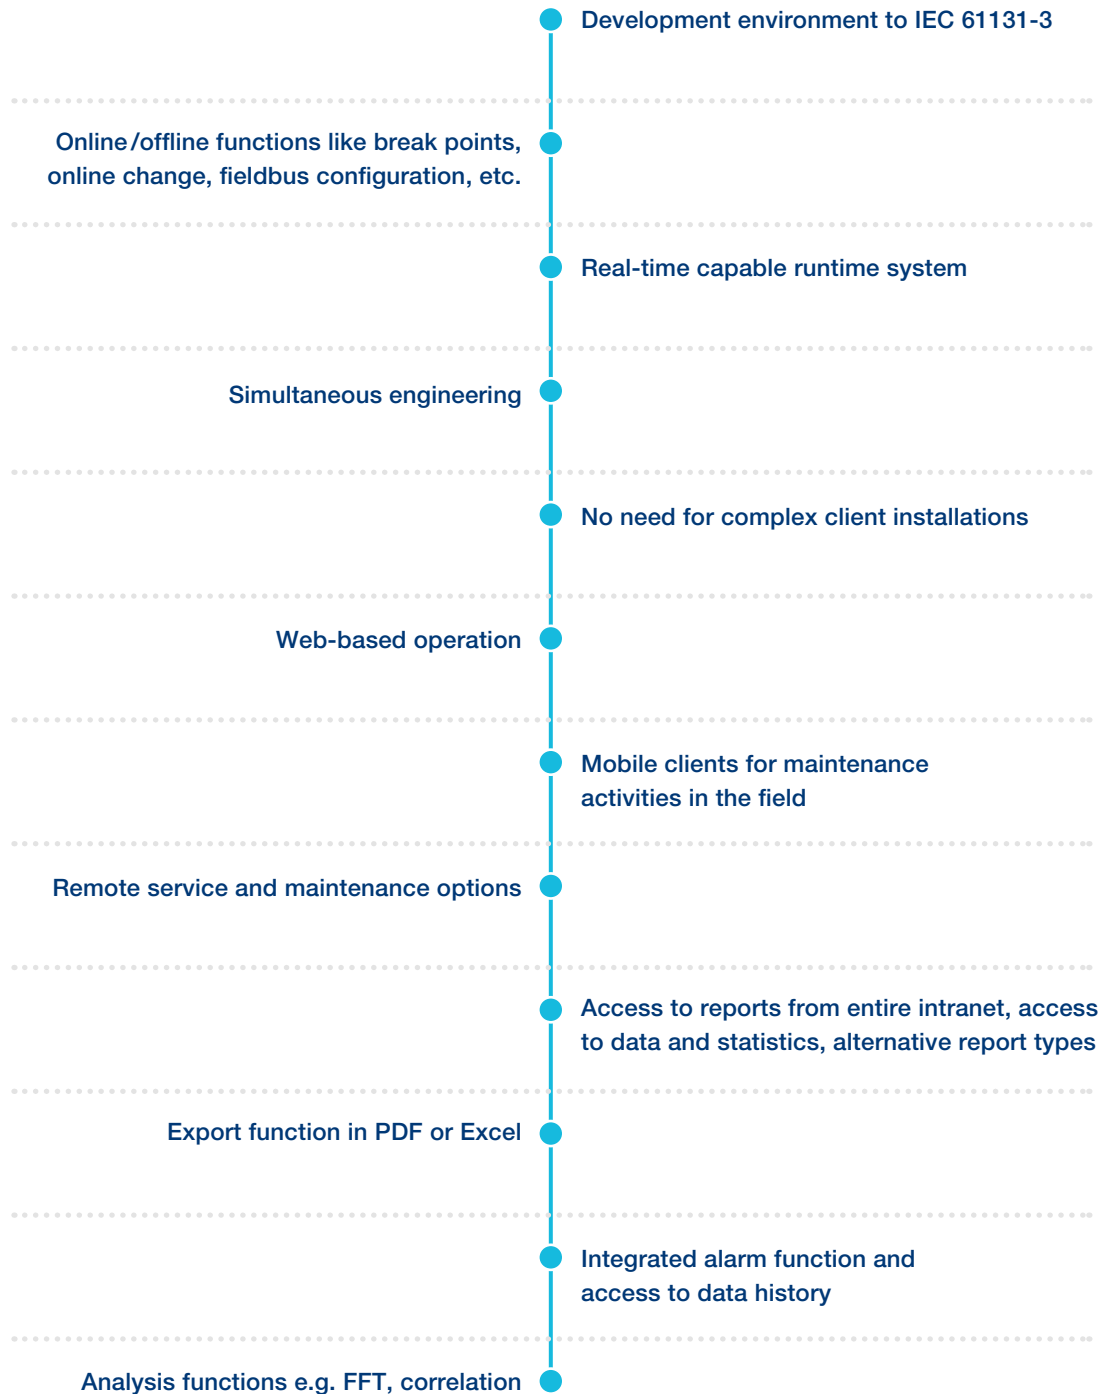 Development environment to IEC 61131-3
Online/offline functions like break points,
online change, fieldbus configuration, etc.
Real-time capable runtime system
Simultaneous engineering
No need for complex client installations
Web-based operation
Mobile clients for maintenance
activities in the field
Remote service and maintenance options
Access to reports from entire intranet, access
to data and statistics, alternative report types
Export function in PDF or Excel
Integrated alarm function and
access to data history
Analysis functions e.g. FFT, correlation